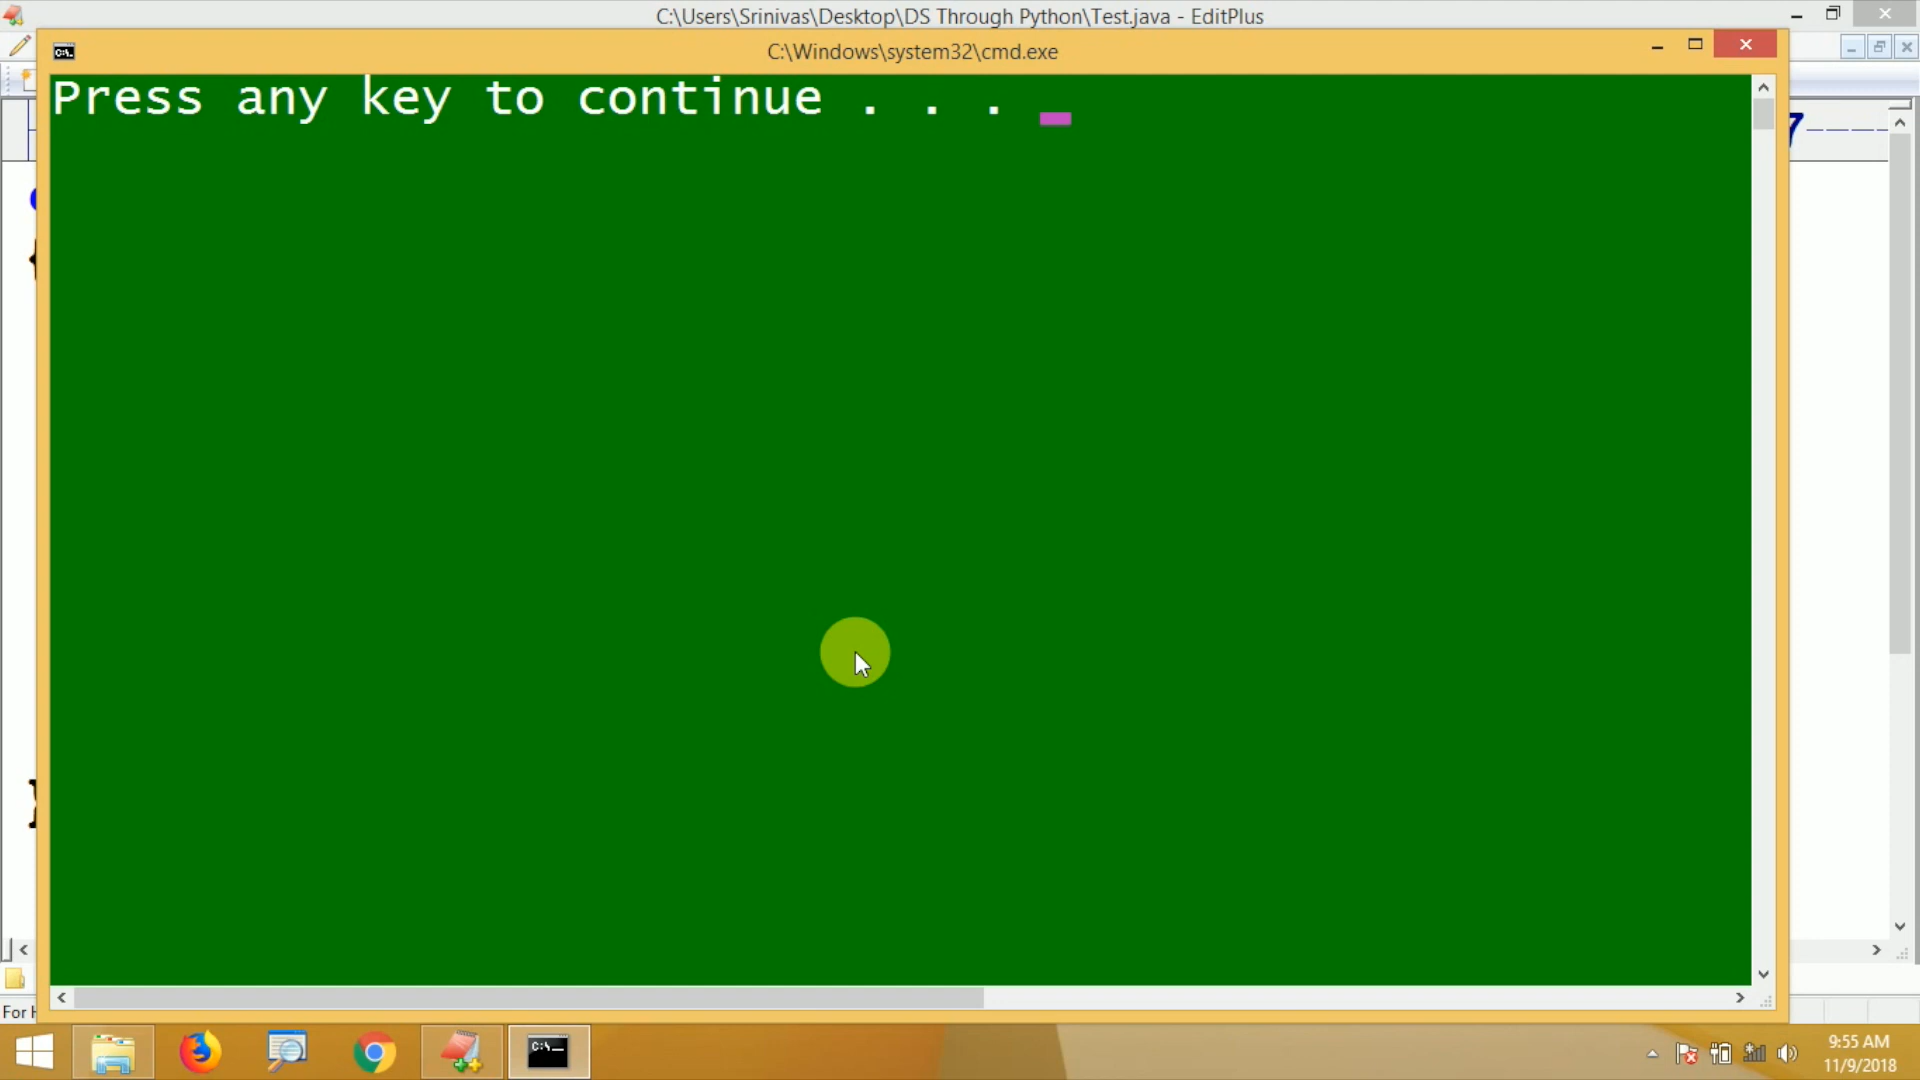 C:\Users\Srinivas\Desktop\DS Through Python\Test.java - EditPlus
C:\Windows\system32\cmd.exe
Press any key to continue . . .
7----
{
}
For H
9:55 AM
11/9/2018